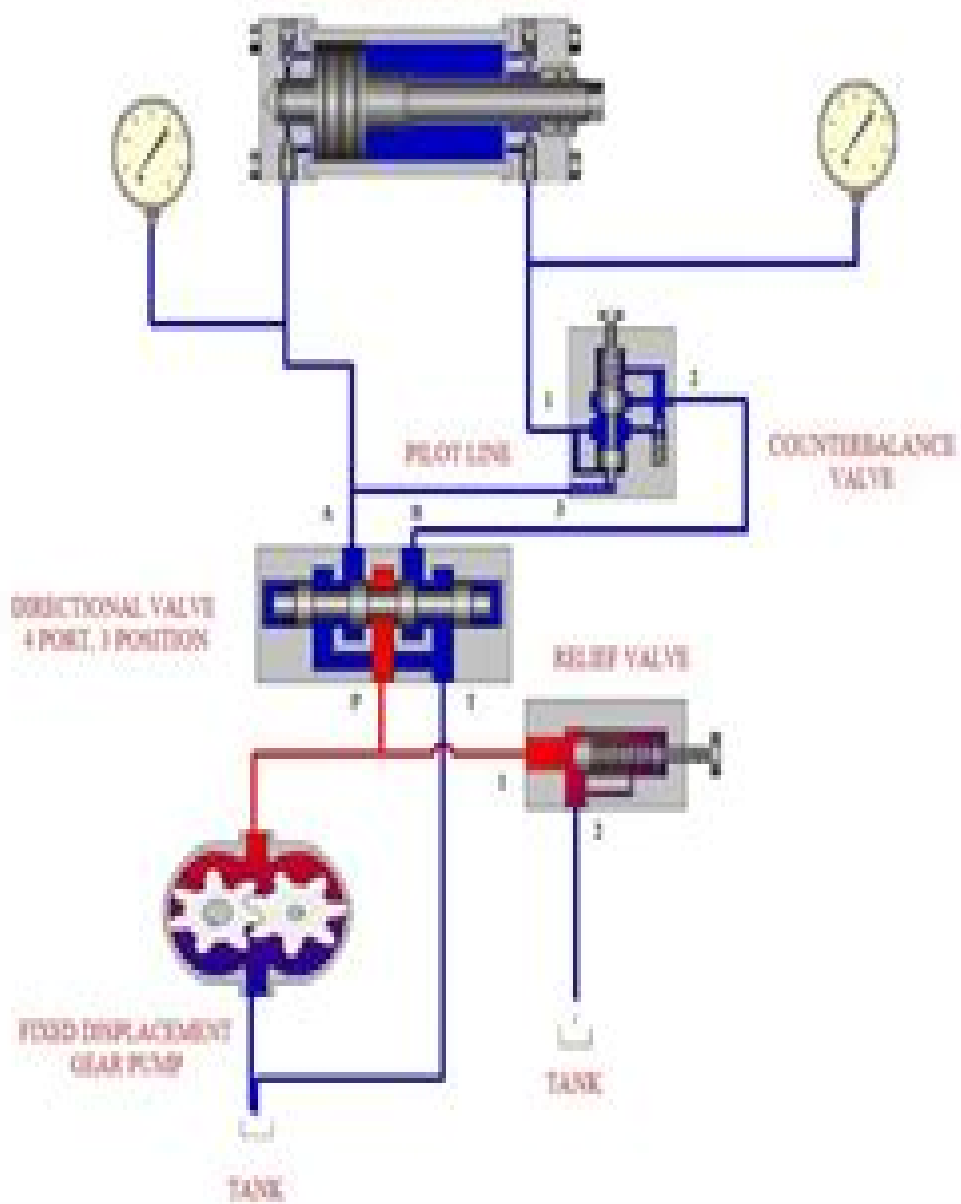 1
2
PILOT LINE
COUNTERBALANCE
VALVE
3
A
B
DIRECTIONAL VALVE
4 PORT, 3 POSITION
RELIEF VALVE
P
T
1
2
FIXED DISPLACEMENT
GEAR PUMP
TANK
TANK